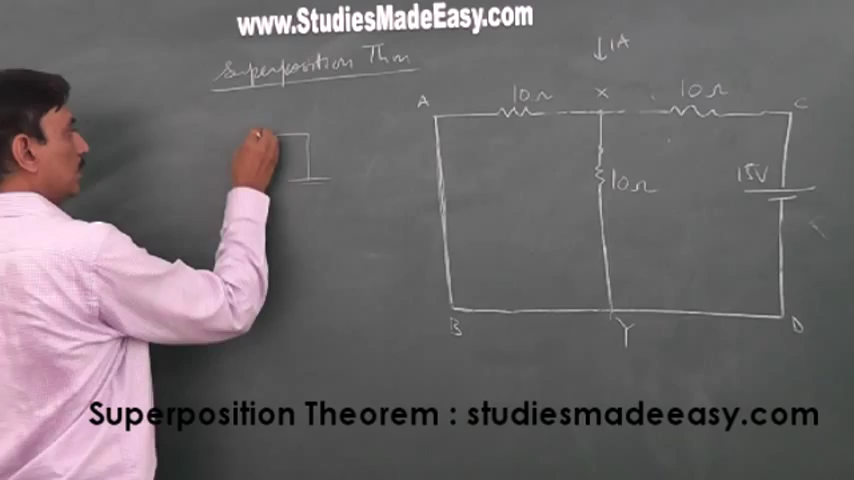 www.StudiesMadeEasy.com
Superposition Thm
↓ 1A
A 10Ω X 10Ω C
10Ω 15V
B Y D
Superposition Theorem : studiesmadeeasy.com